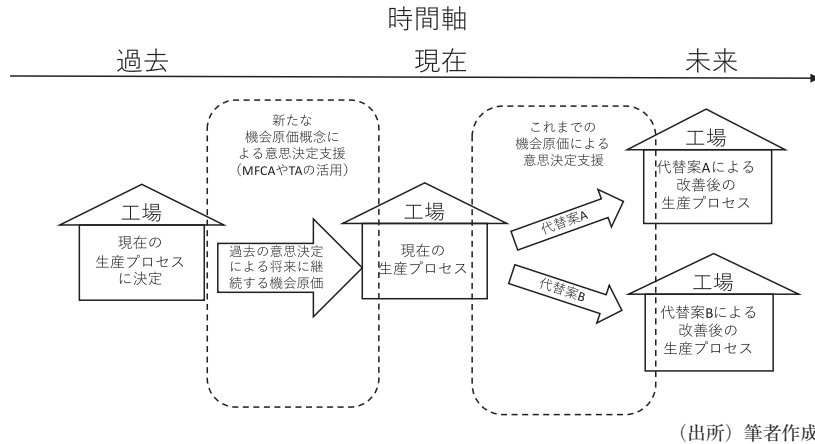 時間軸
過去
現在
未来
新たな
機会原価概念に
よる意思決定支援
（MFCAやTAの活用）
これまでの
機会原価による
意思決定支援
工場
現在の
生産プロセス
に決定
過去の意思決定
による将来に継
続する機会原価
工場
現在の
生産プロセス
代替案A
代替案B
工場
代替案Aによる
改善後の
生産プロセス
工場
代替案Bによる
改善後の
生産プロセス
（出所）筆者作成